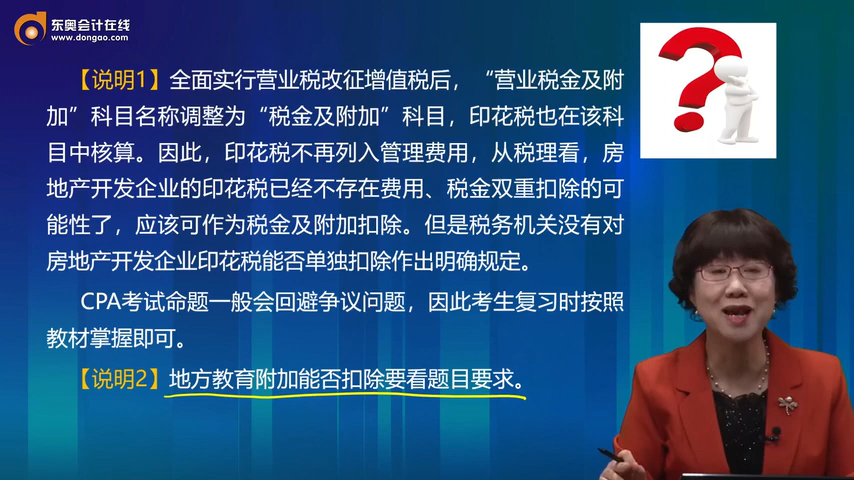 东奥会计在线
www.dongao.com
【说明1】全面实行营业税改征增值税后，“营业税金及附
加”科目名称调整为“税金及附加”科目，印花税也在该科
目中核算。因此，印花税不再列入管理费用，从税理看，房
地产开发企业的印花税已经不存在费用、税金双重扣除的可
能性了，应该可作为税金及附加扣除。但是税务机关没有对
房地产开发企业印花税能否单独扣除作出明确规定。
CPA考试命题一般会回避争议问题，因此考生复习时按照
教材掌握即可。
【说明2】地方教育附加能否扣除要看题目要求。